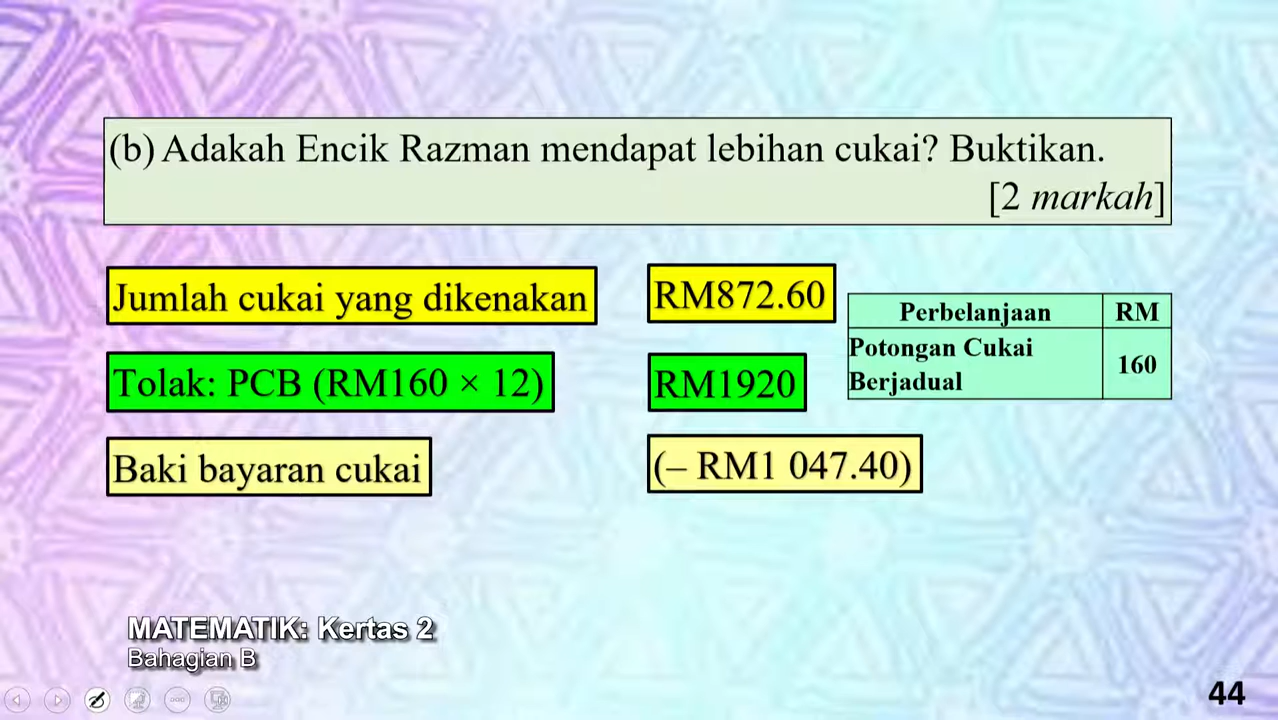 (b) Adakah Encik Razman mendapat lebihan cukai? Buktikan.
[2 markah]
Jumlah cukai yang dikenakan RM872.60
Perbelanjaan RM
Potongan Cukai
Berjadual 160
Tolak: PCB (RM160 × 12) RM1920
Baki bayaran cukai (– RM1 047.40)
MATEMATIK: Kertas 2
Bahagian B
44